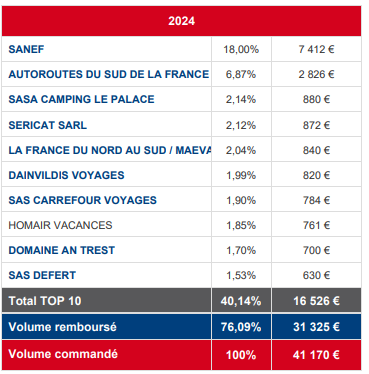 2024
SANEF 18,00% 7 412 €
AUTOROUTES DU SUD DE LA FRANCE 6,87% 2 826 €
SASA CAMPING LE PALACE 2,14% 880 €
SERICAT SARL 2,12% 872 €
LA FRANCE DU NORD AU SUD / MAEVA 2,04% 840 €
DAINVILDIS VOYAGES 1,99% 820 €
SAS CARREFOUR VOYAGES 1,90% 784 €
HOMAIR VACANCES 1,85% 761 €
DOMAINE AN TREST 1,70% 700 €
SAS DEFERT 1,53% 630 €
Total TOP 10 40,14% 16 526 €
Volume remboursé 76,09% 31 325 €
Volume commandé 100% 41 170 €